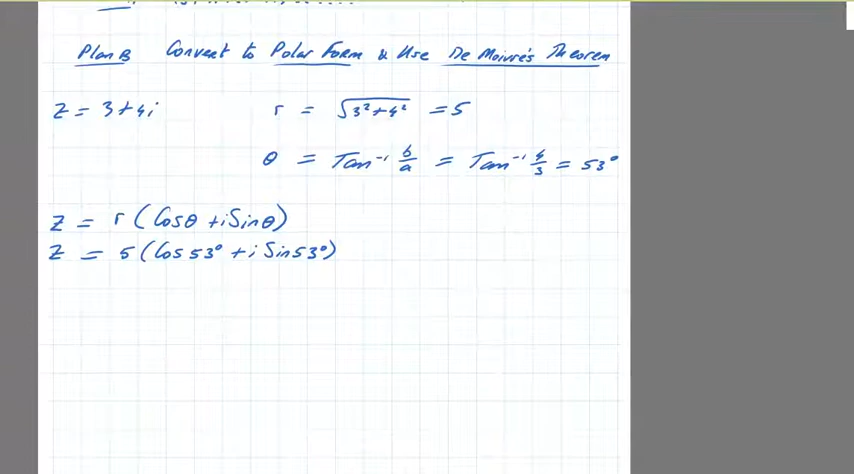 Plan B Convert to Polar Form & Use De Moivre's Theorem
z = 3+4i r = √3²+4² = 5
θ = Tan⁻¹ b/a = Tan⁻¹ 4/3 = 53°
z = r (Cosθ + iSinθ)
z = 5 (Cos 53° + i Sin 53°)